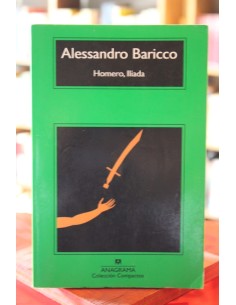 Alessandro Baricco
Homero, Ilíada
ANAGRAMA
Colección Compactos